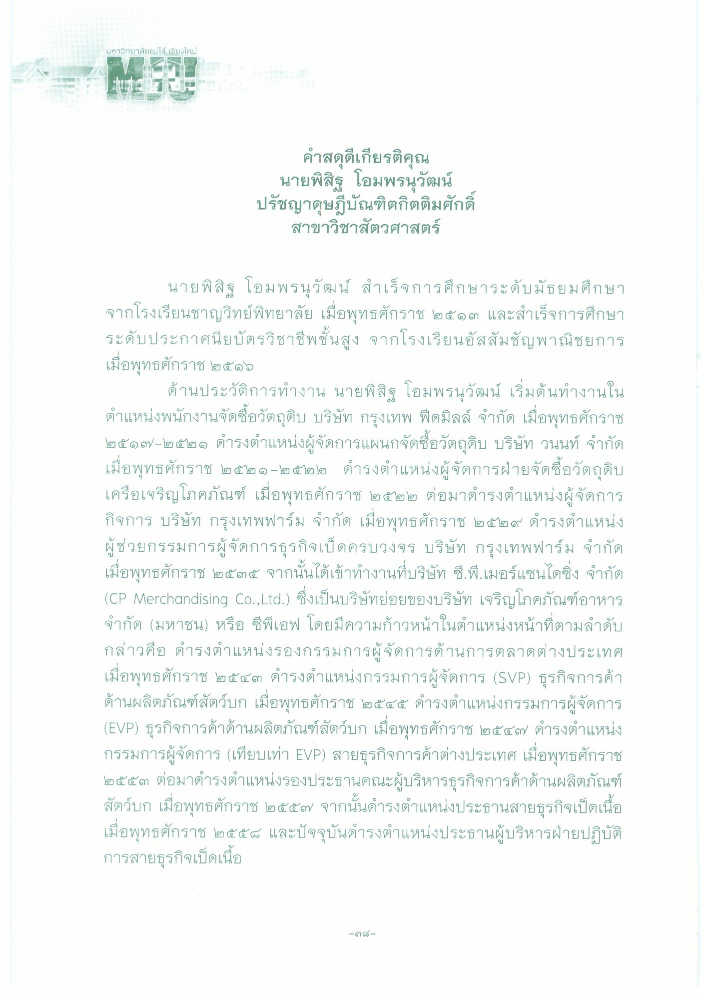 มหาวิทยาลัยแม่โจ้ เชียงใหม่
MJU
Maejo University
คำสดุดีเกียรติคุณ
นายพิสิฐ โอมพรนุวัฒน์
ปรัชญาดุษฎีบัณฑิตกิตติมศักดิ์
สาขาวิชาสัตวศาสตร์
นายพิสิฐ โอมพรนุวัฒน์ สำเร็จการศึกษาระดับมัธยมศึกษา
จากโรงเรียนชาญวิทย์พิทยาลัย เมื่อพุทธศักราช ๒๕๑๓ และสำเร็จการศึกษา
ระดับประกาศนียบัตรวิชาชีพชั้นสูง จากโรงเรียนอัสสัมชัญพาณิชยการ
เมื่อพุทธศักราช ๒๕๑๖
ด้านประวัติการทำงาน นายพิสิฐ โอมพรนุวัฒน์ เริ่มต้นทำงานใน
ตำแหน่งพนักงานจัดซื้อวัตถุดิบ บริษัท กรุงเทพ ฟีดมิลล์ จำกัด เมื่อพุทธศักราช
๒๕๑๗-๒๕๒๑ ดำรงตำแหน่งผู้จัดการแผนกจัดซื้อวัตถุดิบ บริษัท วนนท์ จำกัด
เมื่อพุทธศักราช ๒๕๒๑-๒๕๒๒ ดำรงตำแหน่งผู้จัดการฝ่ายจัดซื้อวัตถุดิบ
เครือเจริญโภคภัณฑ์ เมื่อพุทธศักราช ๒๕๒๒ ต่อมาดำรงตำแหน่งผู้จัดการ
กิจการ บริษัท กรุงเทพฟาร์ม จำกัด เมื่อพุทธศักราช ๒๕๒๙ ดำรงตำแหน่ง
ผู้ช่วยกรรมการผู้จัดการธุรกิจเป็ดครบวงจร บริษัท กรุงเทพฟาร์ม จำกัด
เมื่อพุทธศักราช ๒๕๓๕ จากนั้นได้เข้าทำงานที่บริษัท ซี.พี.เมอร์แซนไดซิ่ง จำกัด
(CP Merchandising Co.,Ltd.) ซึ่งเป็นบริษัทย่อยของบริษัท เจริญโภคภัณฑ์อาหาร
จำกัด (มหาชน) หรือ ซีพีเอฟ โดยมีความก้าวหน้าในตำแหน่งหน้าที่ตามลำดับ
กล่าวคือ ดำรงตำแหน่งรองกรรมการผู้จัดการด้านการตลาดต่างประเทศ
เมื่อพุทธศักราช ๒๕๔๓ ดำรงตำแหน่งกรรมการผู้จัดการ (SVP) ธุรกิจการค้า
ด้านผลิตภัณฑ์สัตว์บก เมื่อพุทธศักราช ๒๕๔๕ ดำรงตำแหน่งกรรมการผู้จัดการ
(EVP) ธุรกิจการค้าด้านผลิตภัณฑ์สัตว์บก เมื่อพุทธศักราช ๒๕๔๗ ดำรงตำแหน่ง
กรรมการผู้จัดการ (เทียบเท่า EVP) สายธุรกิจการค้าต่างประเทศ เมื่อพุทธศักราช
๒๕๕๓ ต่อมาดำรงตำแหน่งรองประธานคณะผู้บริหารธุรกิจการค้าด้านผลิตภัณฑ์
สัตว์บก เมื่อพุทธศักราช ๒๕๕๗ จากนั้นดำรงตำแหน่งประธานสายธุรกิจเป็ดเนื้อ
เมื่อพุทธศักราช ๒๕๕๘ และปัจจุบันดำรงตำแหน่งประธานผู้บริหารฝ่ายปฏิบัติ
การสายธุรกิจเป็ดเนื้อ
-๓๘-